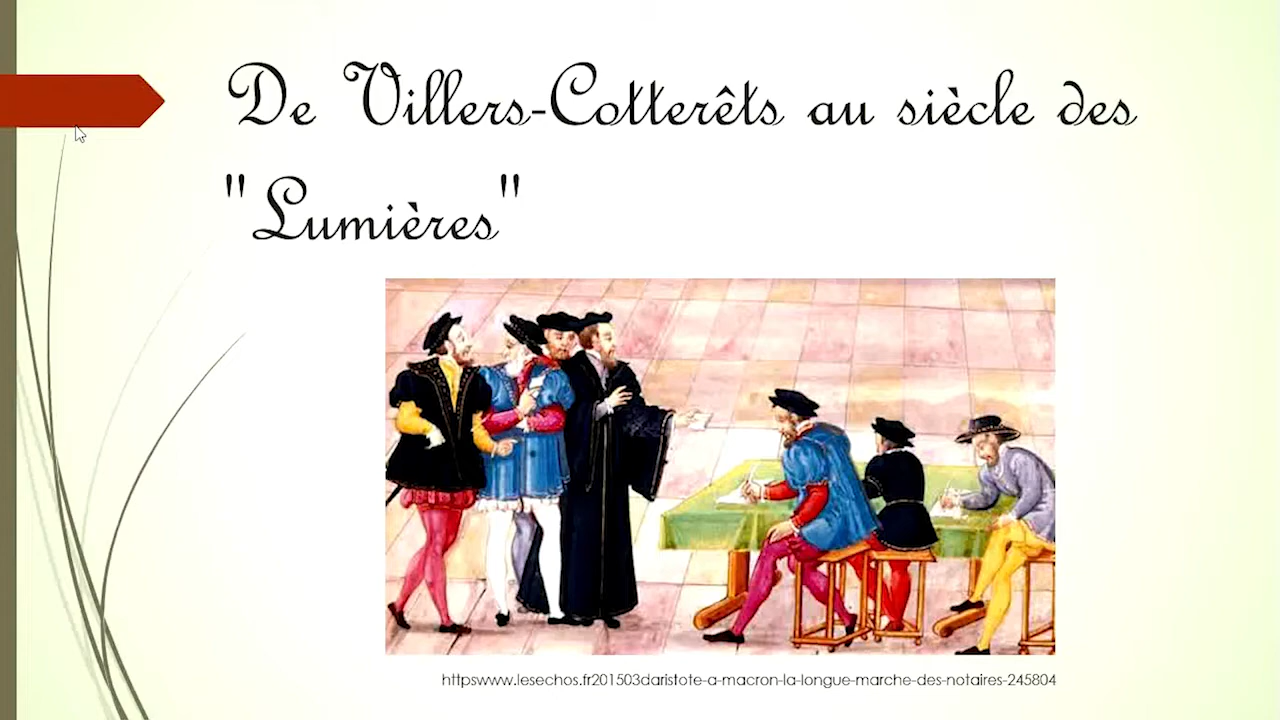 De Villers-Cotterêts au siècle des
"Lumières"
httpswww.lesechos.fr201503daristote-a-macron-la-longue-marche-des-notaires-245804